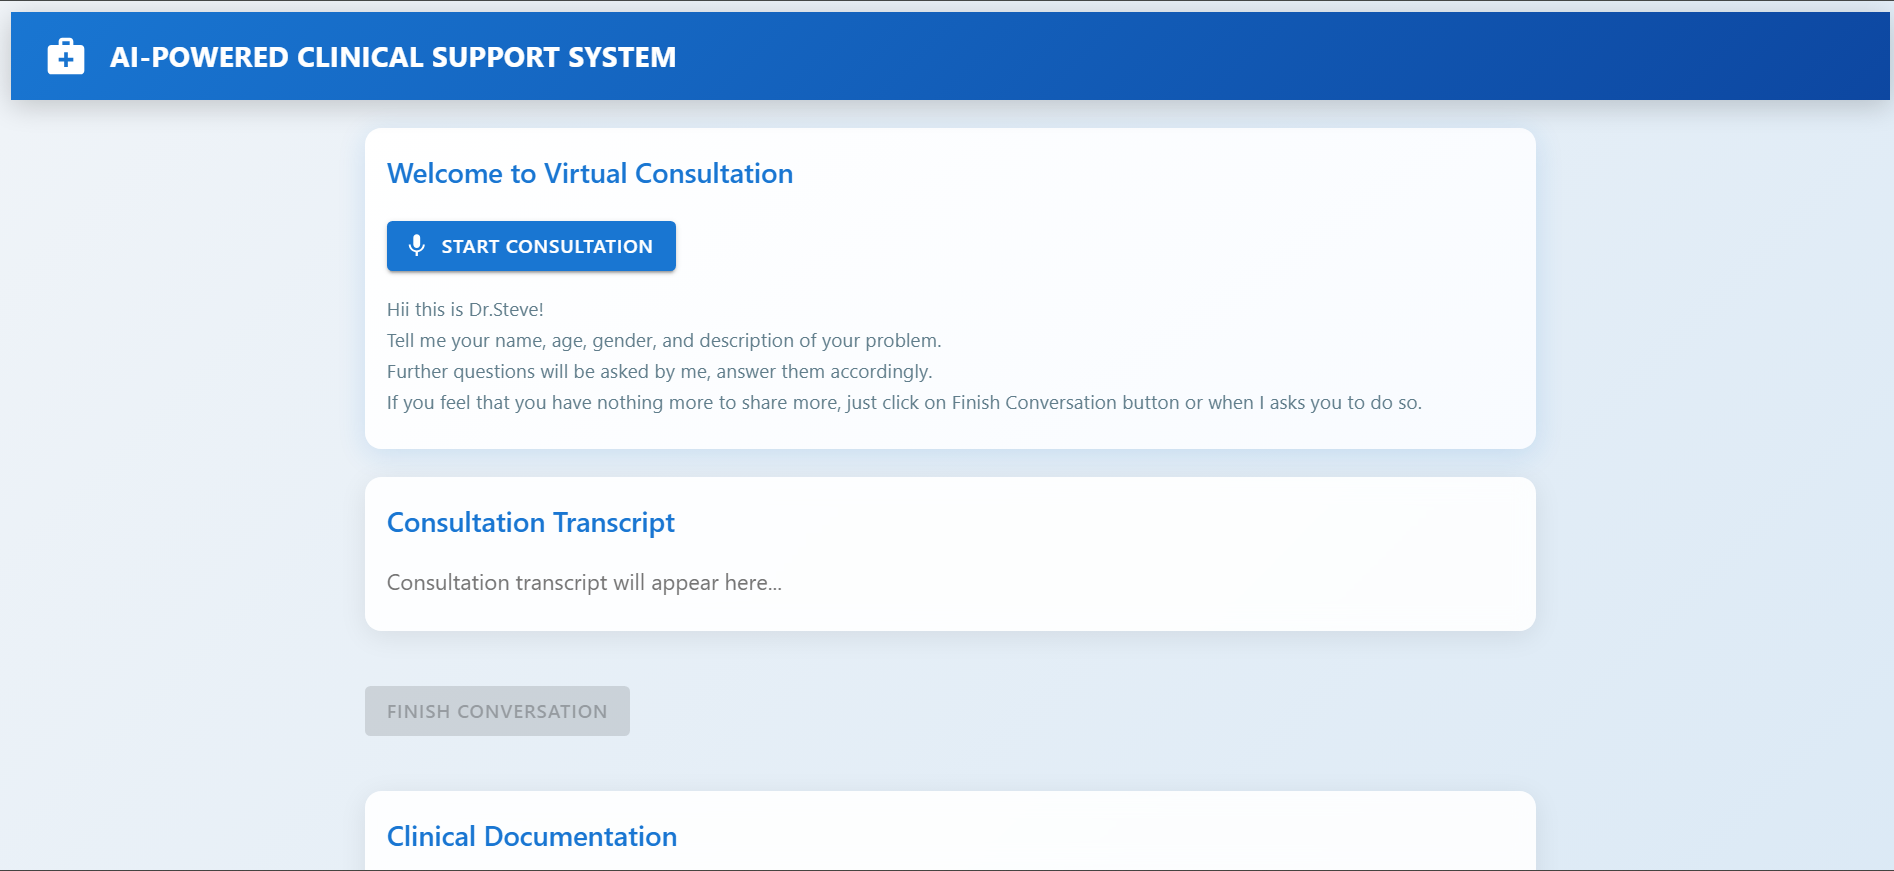 AI-POWERED CLINICAL SUPPORT SYSTEM
Welcome to Virtual Consultation
START CONSULTATION
Hii this is Dr.Steve!
Tell me your name, age, gender, and description of your problem.
Further questions will be asked by me, answer them accordingly.
If you feel that you have nothing more to share more, just click on Finish Conversation button or when I asks you to do so.
Consultation Transcript
Consultation transcript will appear here...
FINISH CONVERSATION
Clinical Documentation